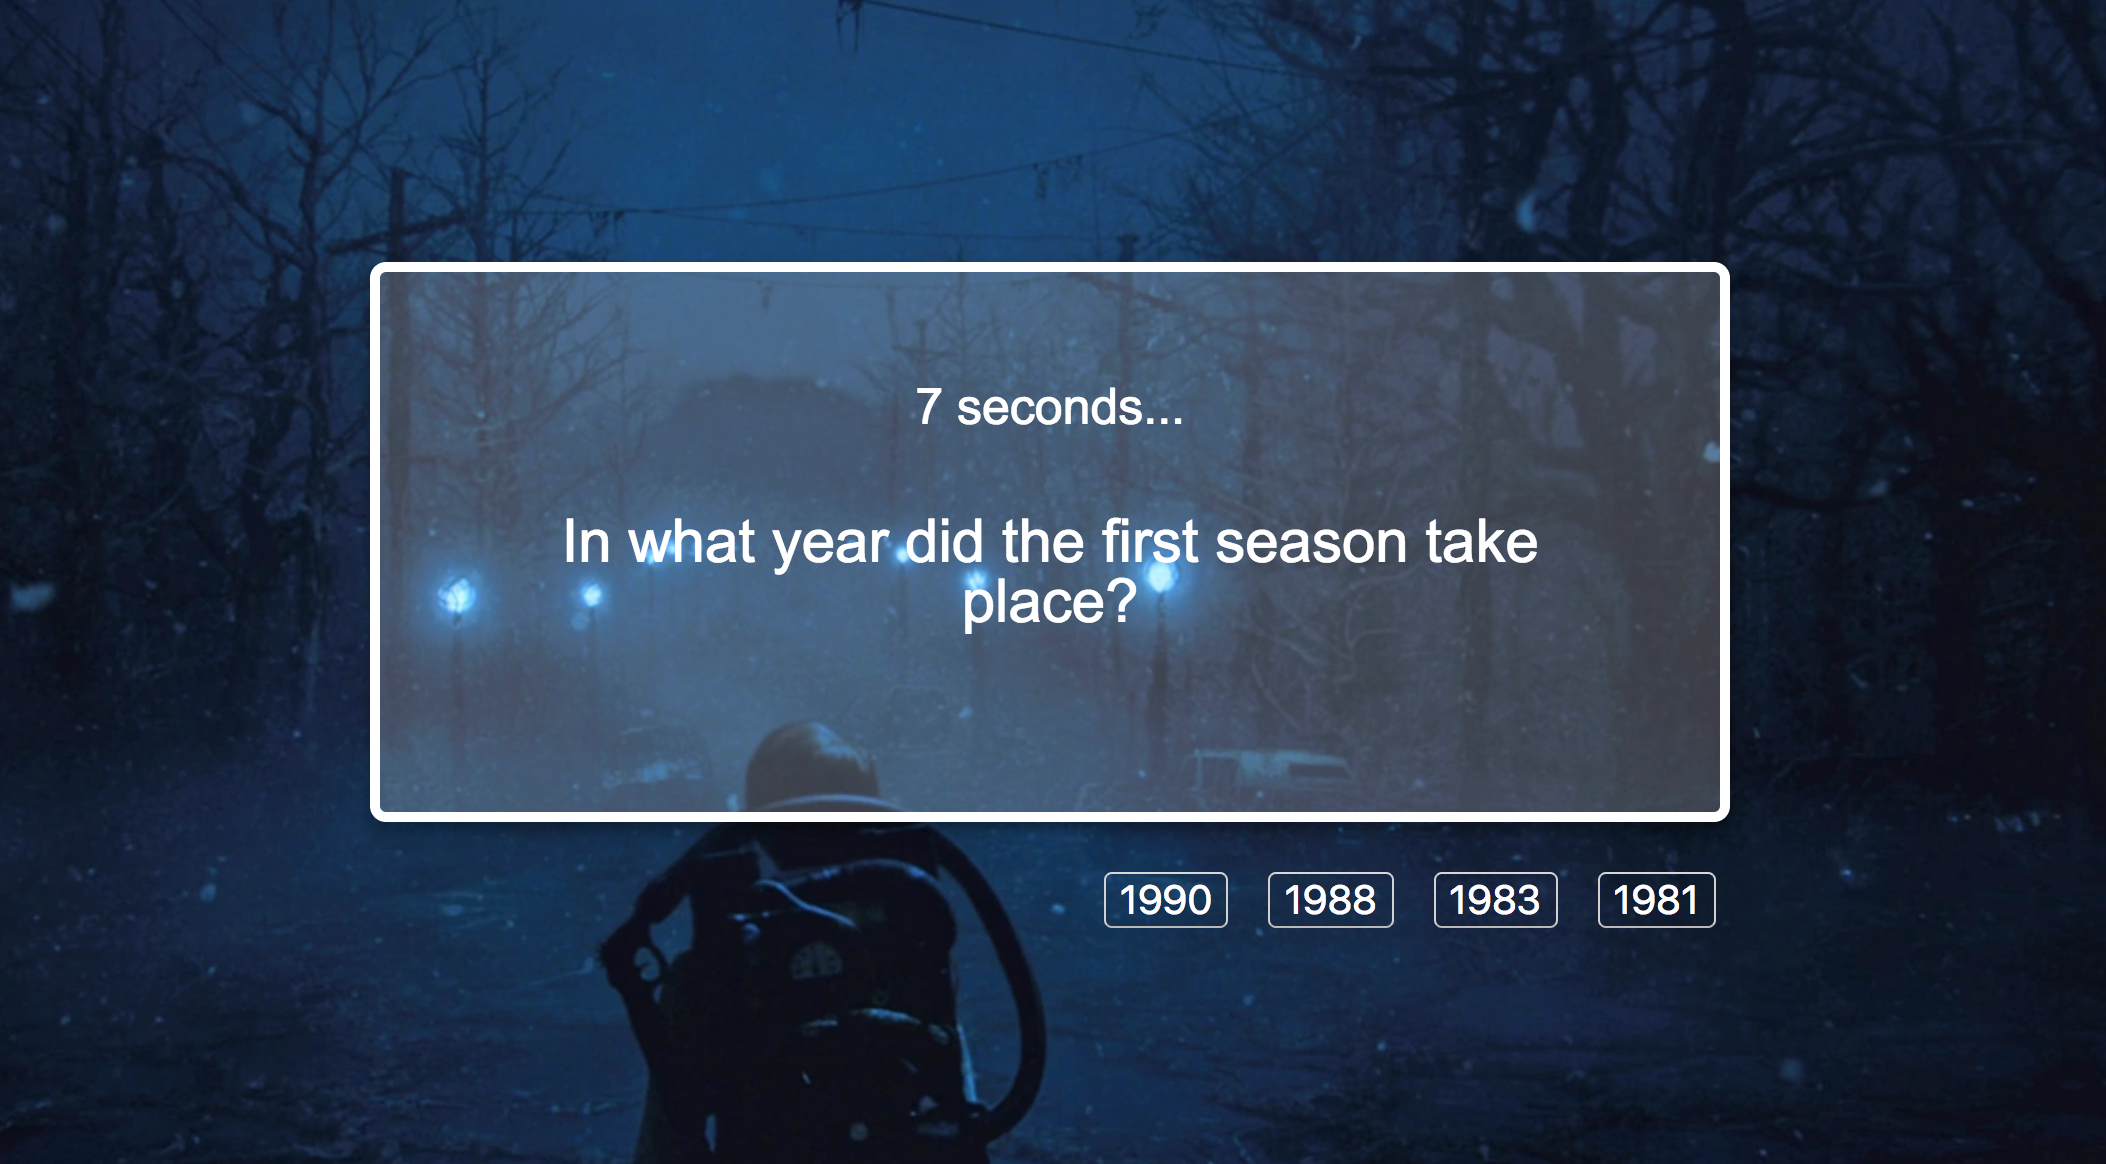 7 seconds...
In what year did the first season take
place?
1990 1988 1983 1981